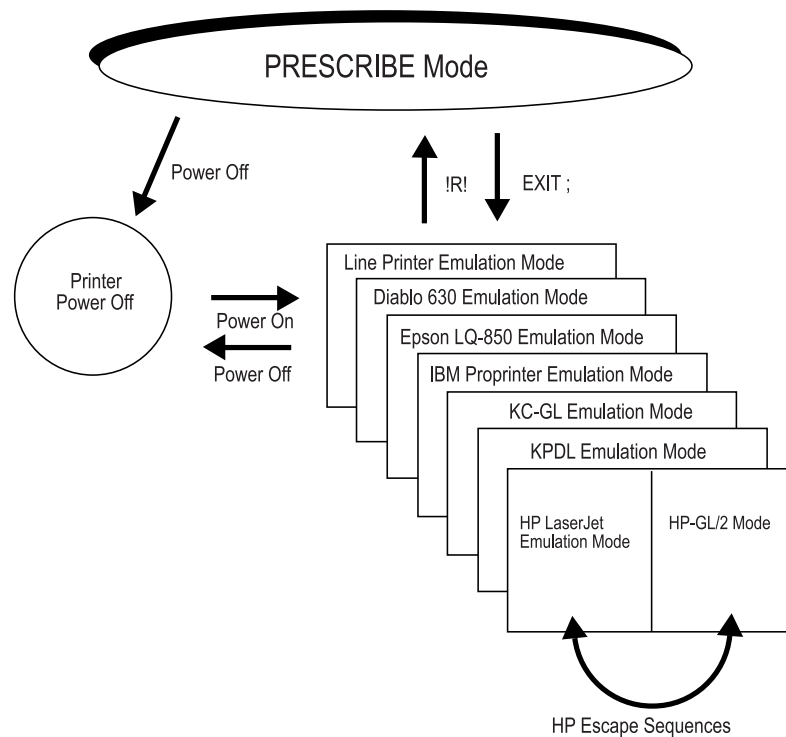 PRESCRIBE Mode
Power Off
!R!
EXIT ;
Printer
Power Off
Power On
Power Off
Line Printer Emulation Mode
Diablo 630 Emulation Mode
Epson LQ-850 Emulation Mode
IBM Proprinter Emulation Mode
KC-GL Emulation Mode
KPDL Emulation Mode
HP LaserJet
Emulation Mode
HP-GL/2 Mode
HP Escape Sequences